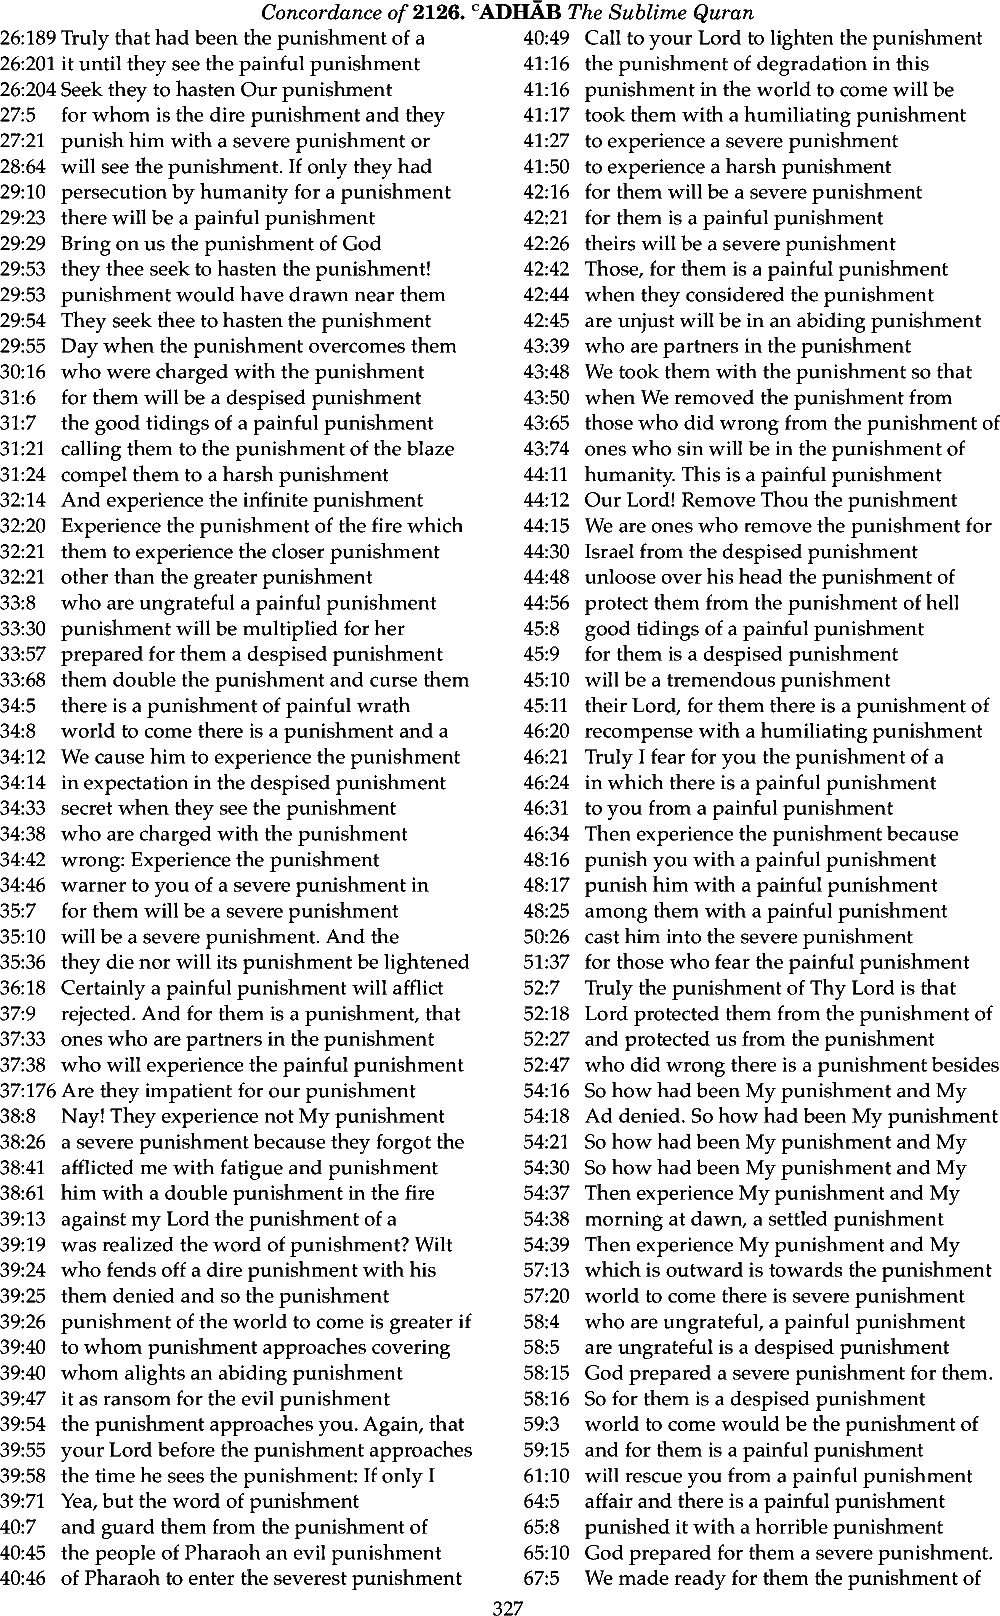 Concordance of 2126. ᶜADHĀB The Sublime Quran
26:189 Truly that had been the punishment of a
26:201 it until they see the painful punishment
26:204 Seek they to hasten Our punishment
27:5 for whom is the dire punishment and they
27:21 punish him with a severe punishment or
28:64 will see the punishment. If only they had
29:10 persecution by humanity for a punishment
29:23 there will be a painful punishment
29:29 Bring on us the punishment of God
29:53 they thee seek to hasten the punishment!
29:53 punishment would have drawn near them
29:54 They seek thee to hasten the punishment
29:55 Day when the punishment overcomes them
30:16 who were charged with the punishment
31:6 for them will be a despised punishment
31:7 the good tidings of a painful punishment
31:21 calling them to the punishment of the blaze
31:24 compel them to a harsh punishment
32:14 And experience the infinite punishment
32:20 Experience the punishment of the fire which
32:21 them to experience the closer punishment
32:21 other than the greater punishment
33:8 who are ungrateful a painful punishment
33:30 punishment will be multiplied for her
33:57 prepared for them a despised punishment
33:68 them double the punishment and curse them
34:5 there is a punishment of painful wrath
34:8 world to come there is a punishment and a
34:12 We cause him to experience the punishment
34:14 in expectation in the despised punishment
34:33 secret when they see the punishment
34:38 who are charged with the punishment
34:42 wrong: Experience the punishment
34:46 warner to you of a severe punishment in
35:7 for them will be a severe punishment
35:10 will be a severe punishment. And the
35:36 they die nor will its punishment be lightened
36:18 Certainly a painful punishment will afflict
37:9 rejected. And for them is a punishment, that
37:33 ones who are partners in the punishment
37:38 who will experience the painful punishment
37:176 Are they impatient for our punishment
38:8 Nay! They experience not My punishment
38:26 a severe punishment because they forgot the
38:41 afflicted me with fatigue and punishment
38:61 him with a double punishment in the fire
39:13 against my Lord the punishment of a
39:19 was realized the word of punishment? Wilt
39:24 who fends off a dire punishment with his
39:25 them denied and so the punishment
39:26 punishment of the world to come is greater if
39:40 to whom punishment approaches covering
39:40 whom alights an abiding punishment
39:47 it as ransom for the evil punishment
39:54 the punishment approaches you. Again, that
39:55 your Lord before the punishment approaches
39:58 the time he sees the punishment: If only I
39:71 Yea, but the word of punishment
40:7 and guard them from the punishment of
40:45 the people of Pharaoh an evil punishment
40:46 of Pharaoh to enter the severest punishment
40:49 Call to your Lord to lighten the punishment
41:16 the punishment of degradation in this
41:16 punishment in the world to come will be
41:17 took them with a humiliating punishment
41:27 to experience a severe punishment
41:50 to experience a harsh punishment
42:16 for them will be a severe punishment
42:21 for them is a painful punishment
42:26 theirs will be a severe punishment
42:42 Those, for them is a painful punishment
42:44 when they considered the punishment
42:45 are unjust will be in an abiding punishment
43:39 who are partners in the punishment
43:48 We took them with the punishment so that
43:50 when We removed the punishment from
43:65 those who did wrong from the punishment of
43:74 ones who sin will be in the punishment of
44:11 humanity. This is a painful punishment
44:12 Our Lord! Remove Thou the punishment
44:15 We are ones who remove the punishment for
44:30 Israel from the despised punishment
44:48 unloose over his head the punishment of
44:56 protect them from the punishment of hell
45:8 good tidings of a painful punishment
45:9 for them is a despised punishment
45:10 will be a tremendous punishment
45:11 their Lord, for them there is a punishment of
46:20 recompense with a humiliating punishment
46:21 Truly I fear for you the punishment of a
46:24 in which there is a painful punishment
46:31 to you from a painful punishment
46:34 Then experience the punishment because
48:16 punish you with a painful punishment
48:17 punish him with a painful punishment
48:25 among them with a painful punishment
50:26 cast him into the severe punishment
51:37 for those who fear the painful punishment
52:7 Truly the punishment of Thy Lord is that
52:18 Lord protected them from the punishment of
52:27 and protected us from the punishment
52:47 who did wrong there is a punishment besides
54:16 So how had been My punishment and My
54:18 Ad denied. So how had been My punishment
54:21 So how had been My punishment and My
54:30 So how had been My punishment and My
54:37 Then experience My punishment and My
54:38 morning at dawn, a settled punishment
54:39 Then experience My punishment and My
57:13 which is outward is towards the punishment
57:20 world to come there is severe punishment
58:4 who are ungrateful, a painful punishment
58:5 are ungrateful is a despised punishment
58:15 God prepared a severe punishment for them.
58:16 So for them is a despised punishment
59:3 world to come would be the punishment of
59:15 and for them is a painful punishment
61:10 will rescue you from a painful punishment
64:5 affair and there is a painful punishment
65:8 punished it with a horrible punishment
65:10 God prepared for them a severe punishment.
67:5 We made ready for them the punishment of
327